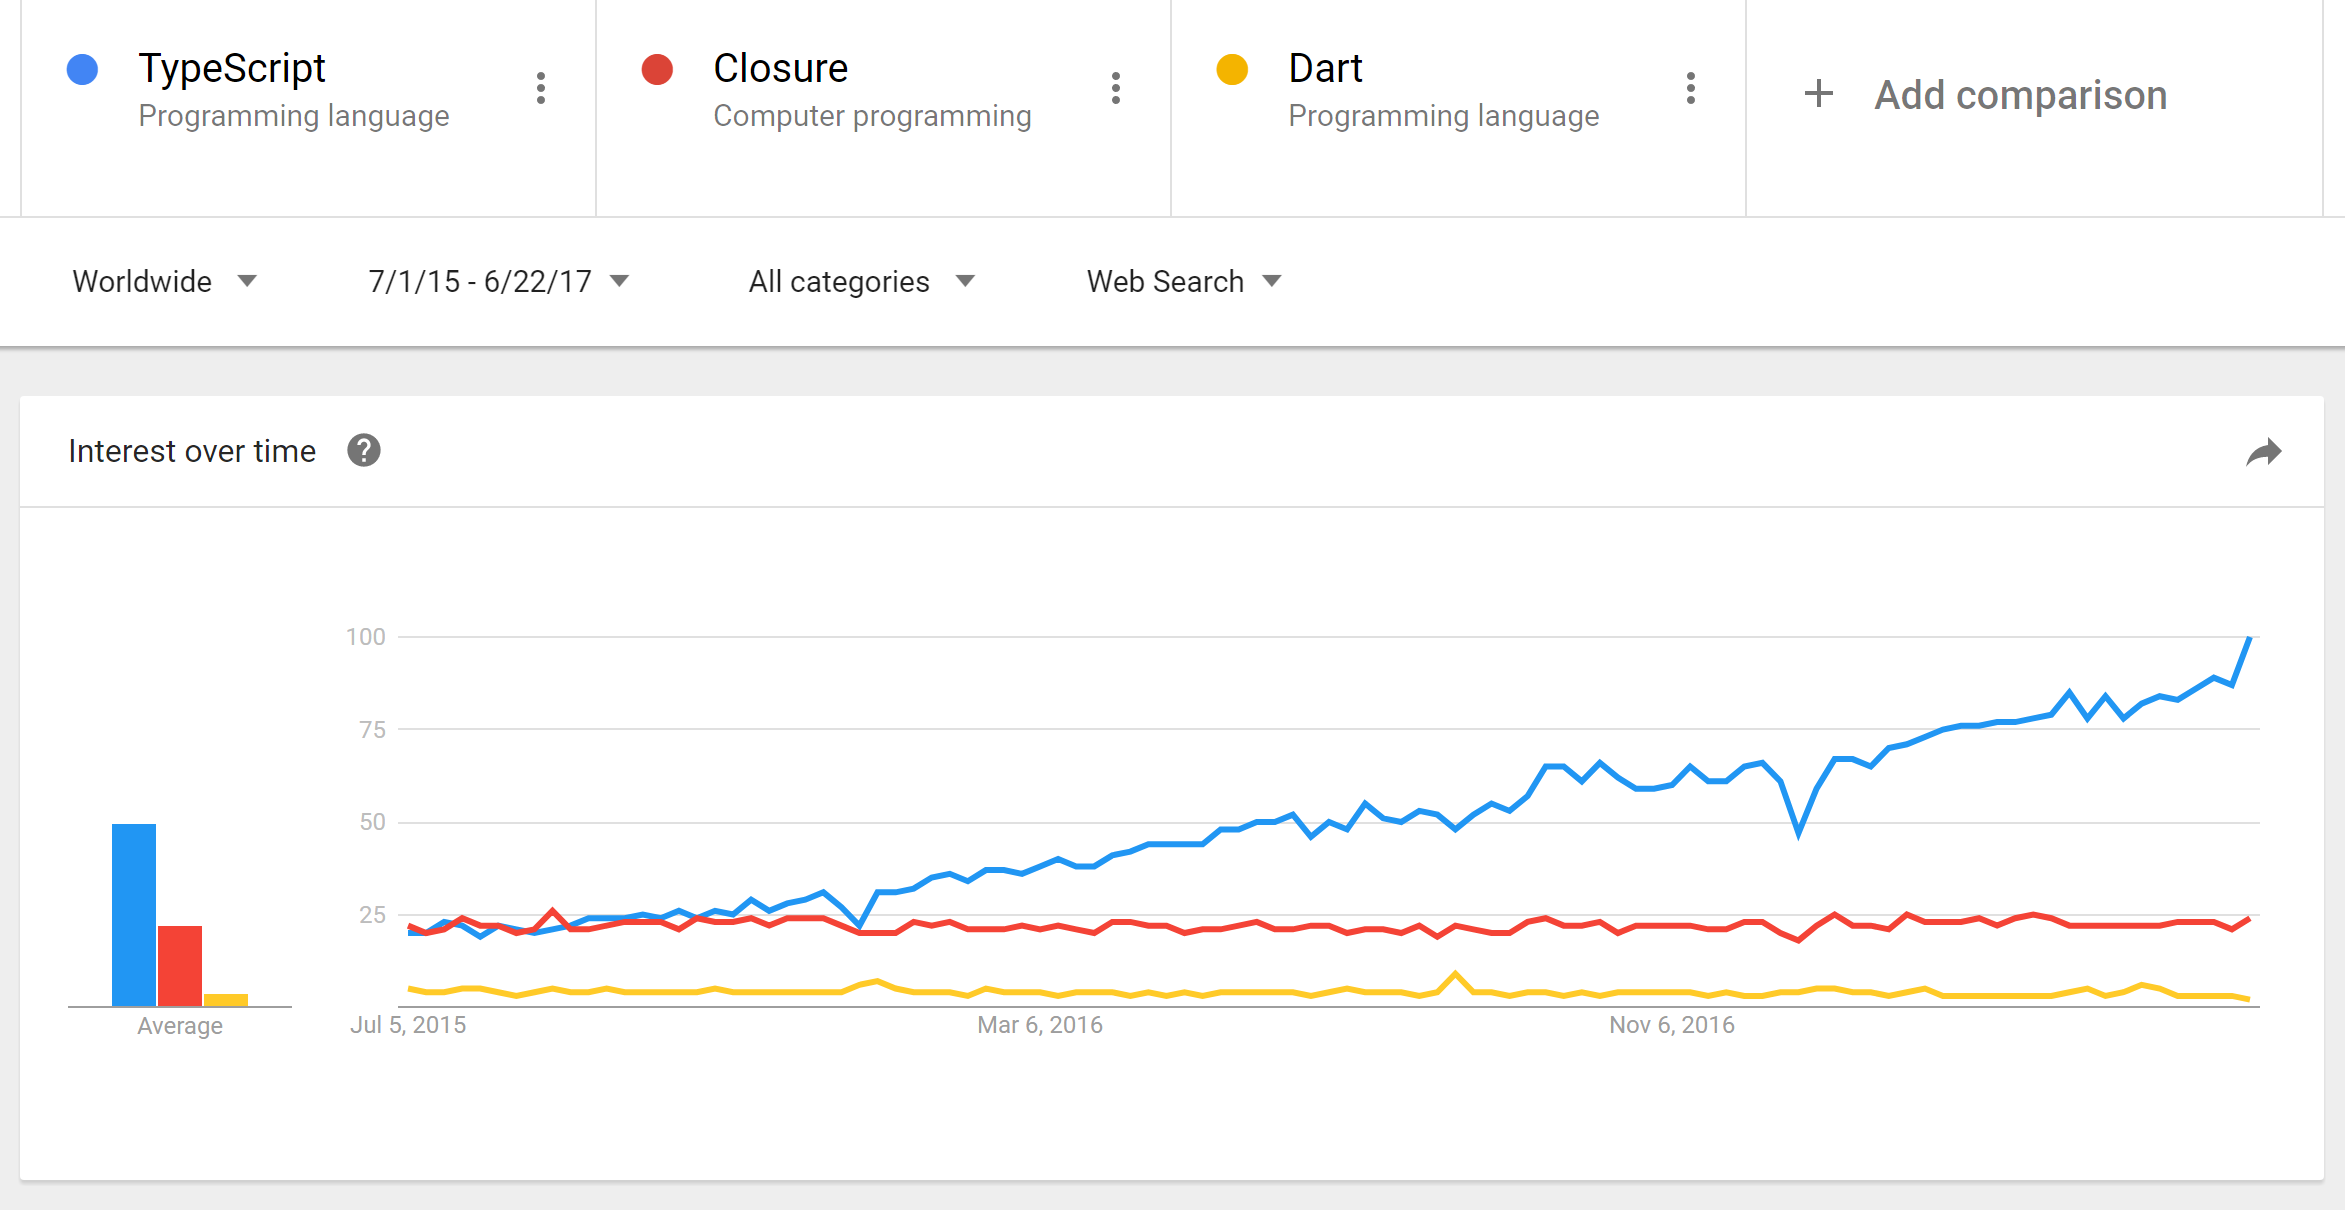 TypeScript
Programming language
Closure
Computer programming
Dart
Programming language
+ Add comparison
Worldwide
7/1/15 - 6/22/17
All categories
Web Search
Interest over time ?
100
75
50
25
Average
Jul 5, 2015
Mar 6, 2016
Nov 6, 2016